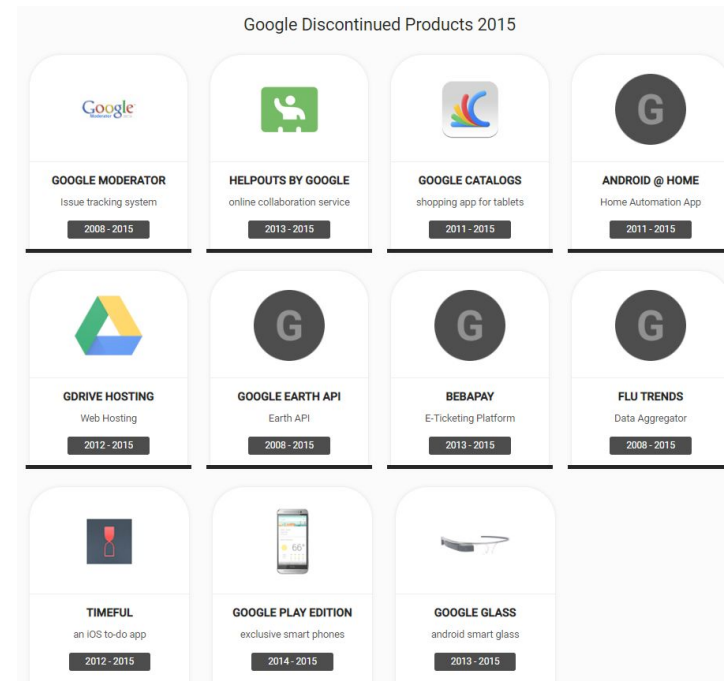 Google Discontinued Products 2015
Google
Moderator
GOOGLE MODERATOR
Issue tracking system
2008 - 2015
HELPOUTS BY GOOGLE
online collaboration service
2013 - 2015
GOOGLE CATALOGS
shopping app for tablets
2011 - 2015
G
ANDROID @ HOME
Home Automation App
2011 - 2015
GDRIVE HOSTING
Web Hosting
2012 - 2015
G
GOOGLE EARTH API
Earth API
2008 - 2015
G
BEBAPAY
E-Ticketing Platform
2013 - 2015
G
FLU TRENDS
Data Aggregator
2008 - 2015
TIMEFUL
an iOS to-do app
2012 - 2015
66°
GOOGLE PLAY EDITION
exclusive smart phones
2014 - 2015
GOOGLE GLASS
android smart glass
2013 - 2015